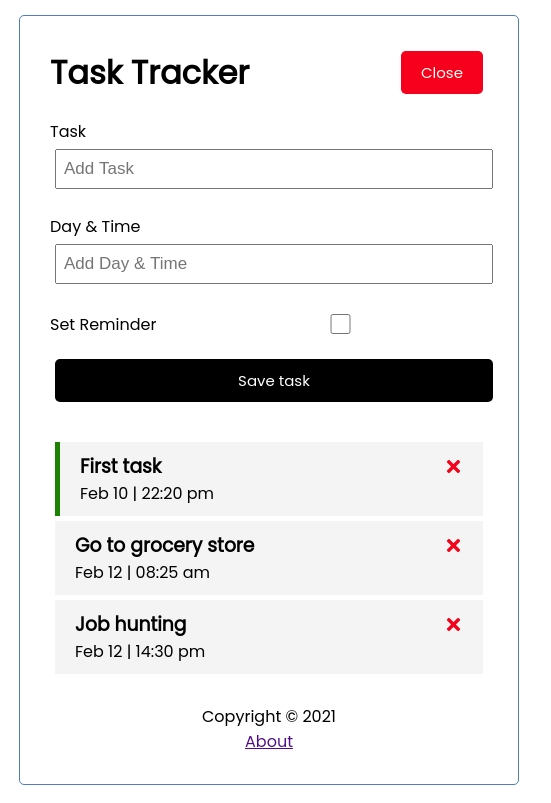 Task Tracker
Close
Task
Add Task
Day & Time
Add Day & Time
Set Reminder
Save task
First task
Feb 10 | 22:20 pm
Go to grocery store
Feb 12 | 08:25 am
Job hunting
Feb 12 | 14:30 pm
Copyright © 2021
About